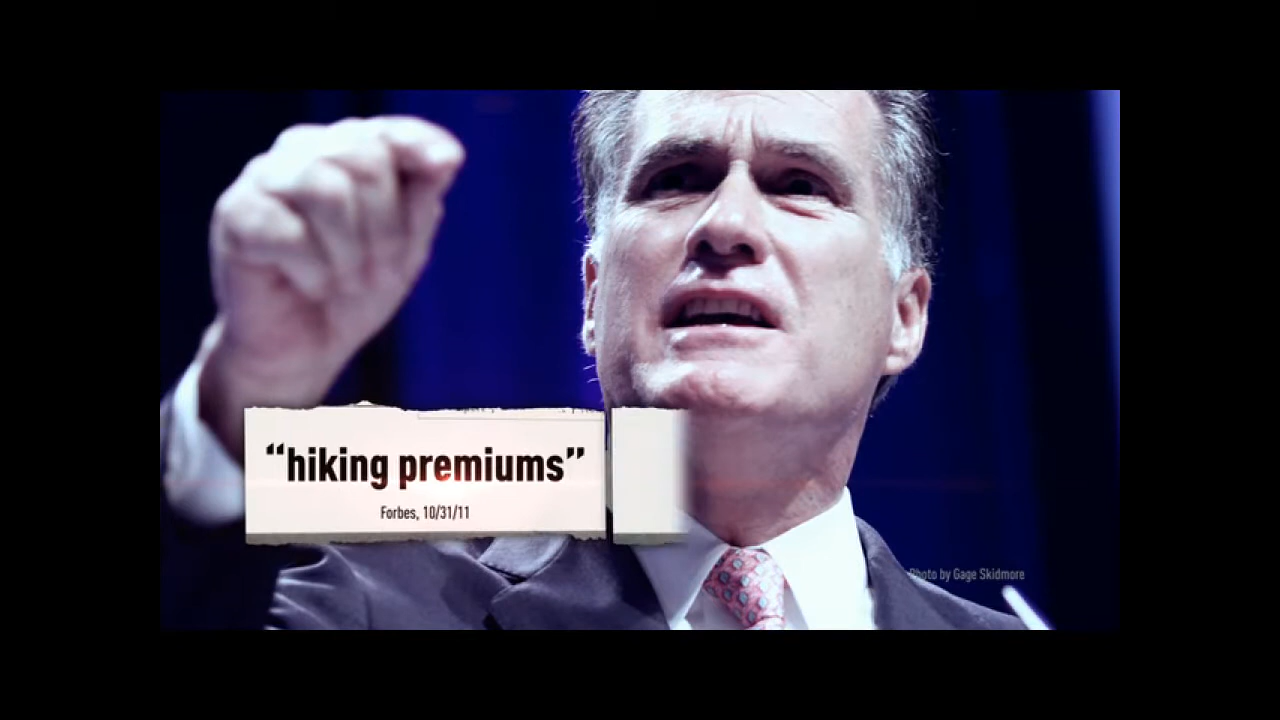 “hiking premiums”
Forbes, 10/31/11
Photo by Gage Skidmore